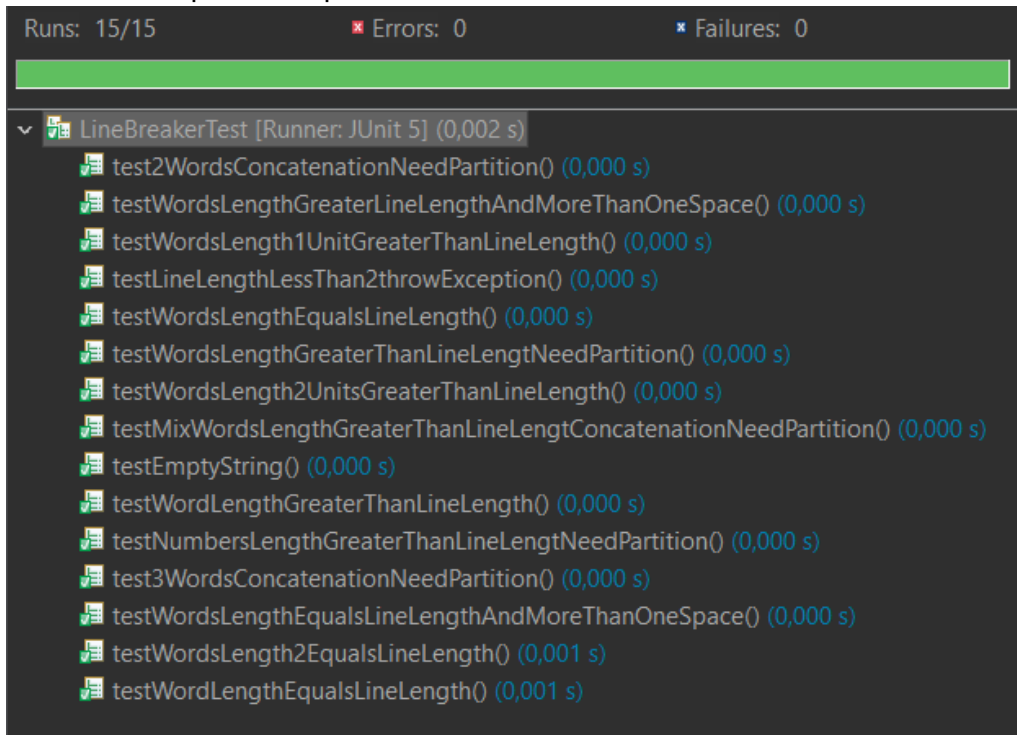 Runs: 15/15 Errors: 0 Failures: 0
LineBreakerTest [Runner: JUnit 5] (0,002 s)
test2WordsConcatenationNeedPartition() (0,000 s)
testWordsLengthGreaterLineLengthAndMoreThanOneSpace() (0,000 s)
testWordsLength1UnitGreaterThanLineLength() (0,000 s)
testLineLengthLessThan2throwException() (0,000 s)
testWordsLengthEqualsLineLength() (0,000 s)
testWordsLengthGreaterThanLineLengtNeedPartition() (0,000 s)
testWordsLength2UnitsGreaterThanLineLength() (0,000 s)
testMixWordsLengthGreaterThanLineLengtConcatenationNeedPartition() (0,000 s)
testEmptyString() (0,000 s)
testWordLengthGreaterThanLineLength() (0,000 s)
testNumbersLengthGreaterThanLineLengtNeedPartition() (0,000 s)
test3WordsConcatenationNeedPartition() (0,000 s)
testWordsLengthEqualsLineLengthAndMoreThanOneSpace() (0,000 s)
testWordsLength2EqualsLineLength() (0,001 s)
testWordLengthEqualsLineLength() (0,001 s)